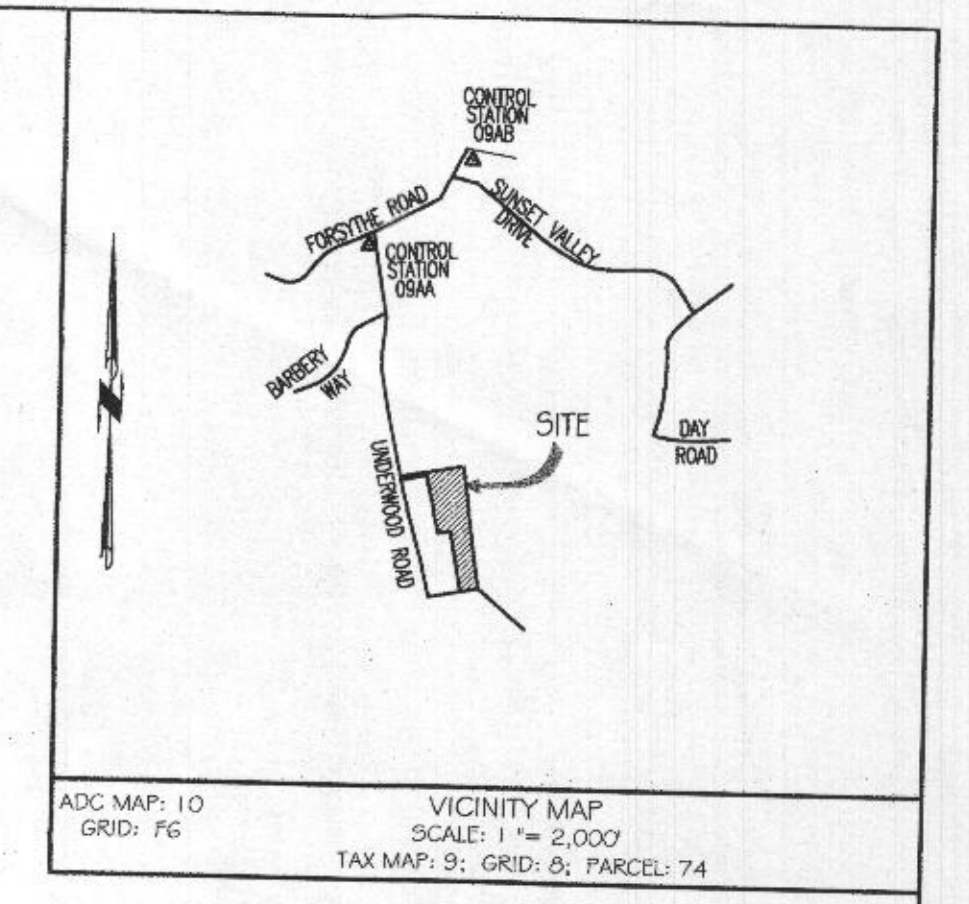 CONTROL
STATION
09AB
FORSYTHE ROAD
SUNSET VALLEY
DRIVE
CONTROL
STATION
09AA
BARBERY
WAY
SITE
DAY
ROAD
UNDERWOOD ROAD
N
ADC MAP: 10
GRID: F6
VICINITY MAP
SCALE: 1 "= 2,000'
TAX MAP: 9; GRID: 8; PARCEL: 74